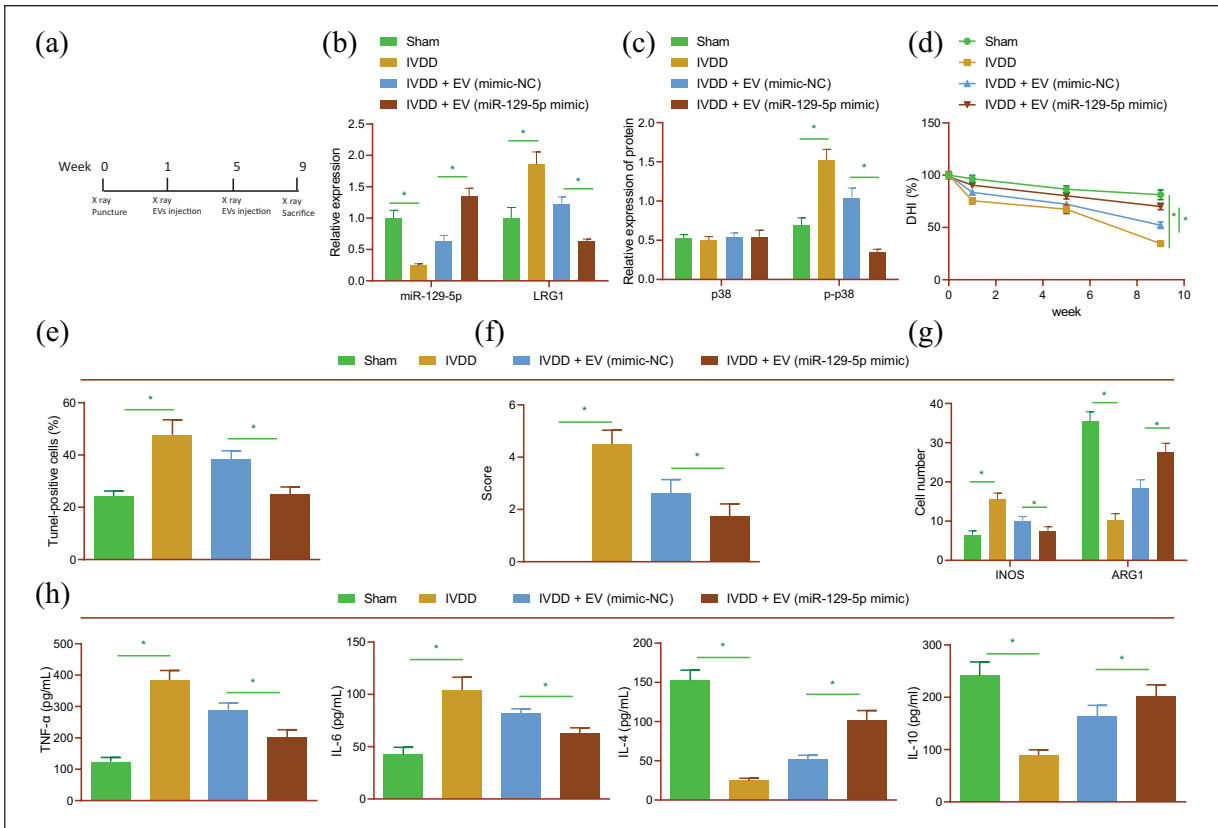 (a)
Week 0 1 5 9
X ray X ray X ray X ray
Puncture EVs injection EVs injection Sacrifice
(b)
Sham
IVDD
IVDD + EV (mimic-NC)
IVDD + EV (miR-129-5p mimic)
Relative expression
2.5
2.0
1.5
1.0
0.5
0.0
* * * *
miR-129-5p LRG1
(c)
Sham
IVDD
IVDD + EV (mimic-NC)
IVDD + EV (miR-129-5p mimic)
Relative expression of protein
2.0
1.5
1.0
0.5
0.0
* *
p38 p-p38
(d)
Sham
IVDD
IVDD + EV (mimic-NC)
IVDD + EV (miR-129-5p mimic)
DHI (%)
150
100
50
0
* *
0 2 4 6 8 10
week
(e) (f) (g)
Sham IVDD IVDD + EV (mimic-NC) IVDD + EV (miR-129-5p mimic)
Tunel-positive cells (%)
60
40
20
0
* *
Score
6
4
2
0
* *
Cell number
40
30
20
10
0
* * * *
INOS ARG1
(h)
Sham IVDD IVDD + EV (mimic-NC) IVDD + EV (miR-129-5p mimic)
TNF-α (pg/mL)
500
400
300
200
100
0
* *
IL-6 (pg/mL)
150
100
50
0
* *
IL-4 (pg/mL)
200
150
100
50
0
* *
IL-10 (pg/ml)
300
200
100
0
* *